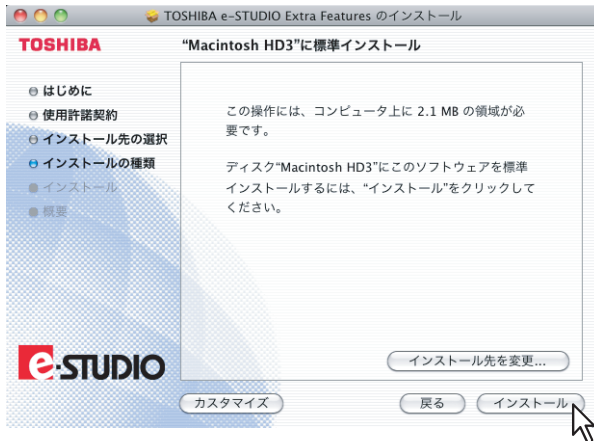 TOSHIBA e-STUDIO Extra Features のインストール
TOSHIBA
“Macintosh HD3”に標準インストール
はじめに
使用許諾契約
インストール先の選択
インストールの種類
インストール
概要
この操作には、コンピュータ上に 2.1 MB の領域が必
要です。
ディスク“Macintosh HD3”にこのソフトウェアを標準
インストールするには、“インストール”をクリックして
ください。
インストール先を変更...
e-STUDIO
カスタマイズ
戻る
インストール